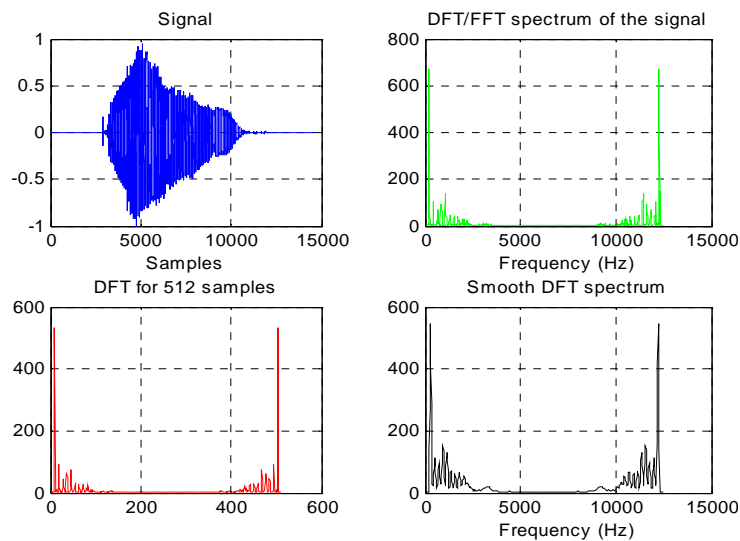 Signal
1
0.5
0
-0.5
-1
0 5000 10000 15000
Samples
DFT/FFT spectrum of the signal
800
600
400
200
0
0 5000 10000 15000
Frequency (Hz)
DFT for 512 samples
600
400
200
0
0 200 400 600
Smooth DFT spectrum
600
400
200
0
0 5000 10000 15000
Frequency (Hz)